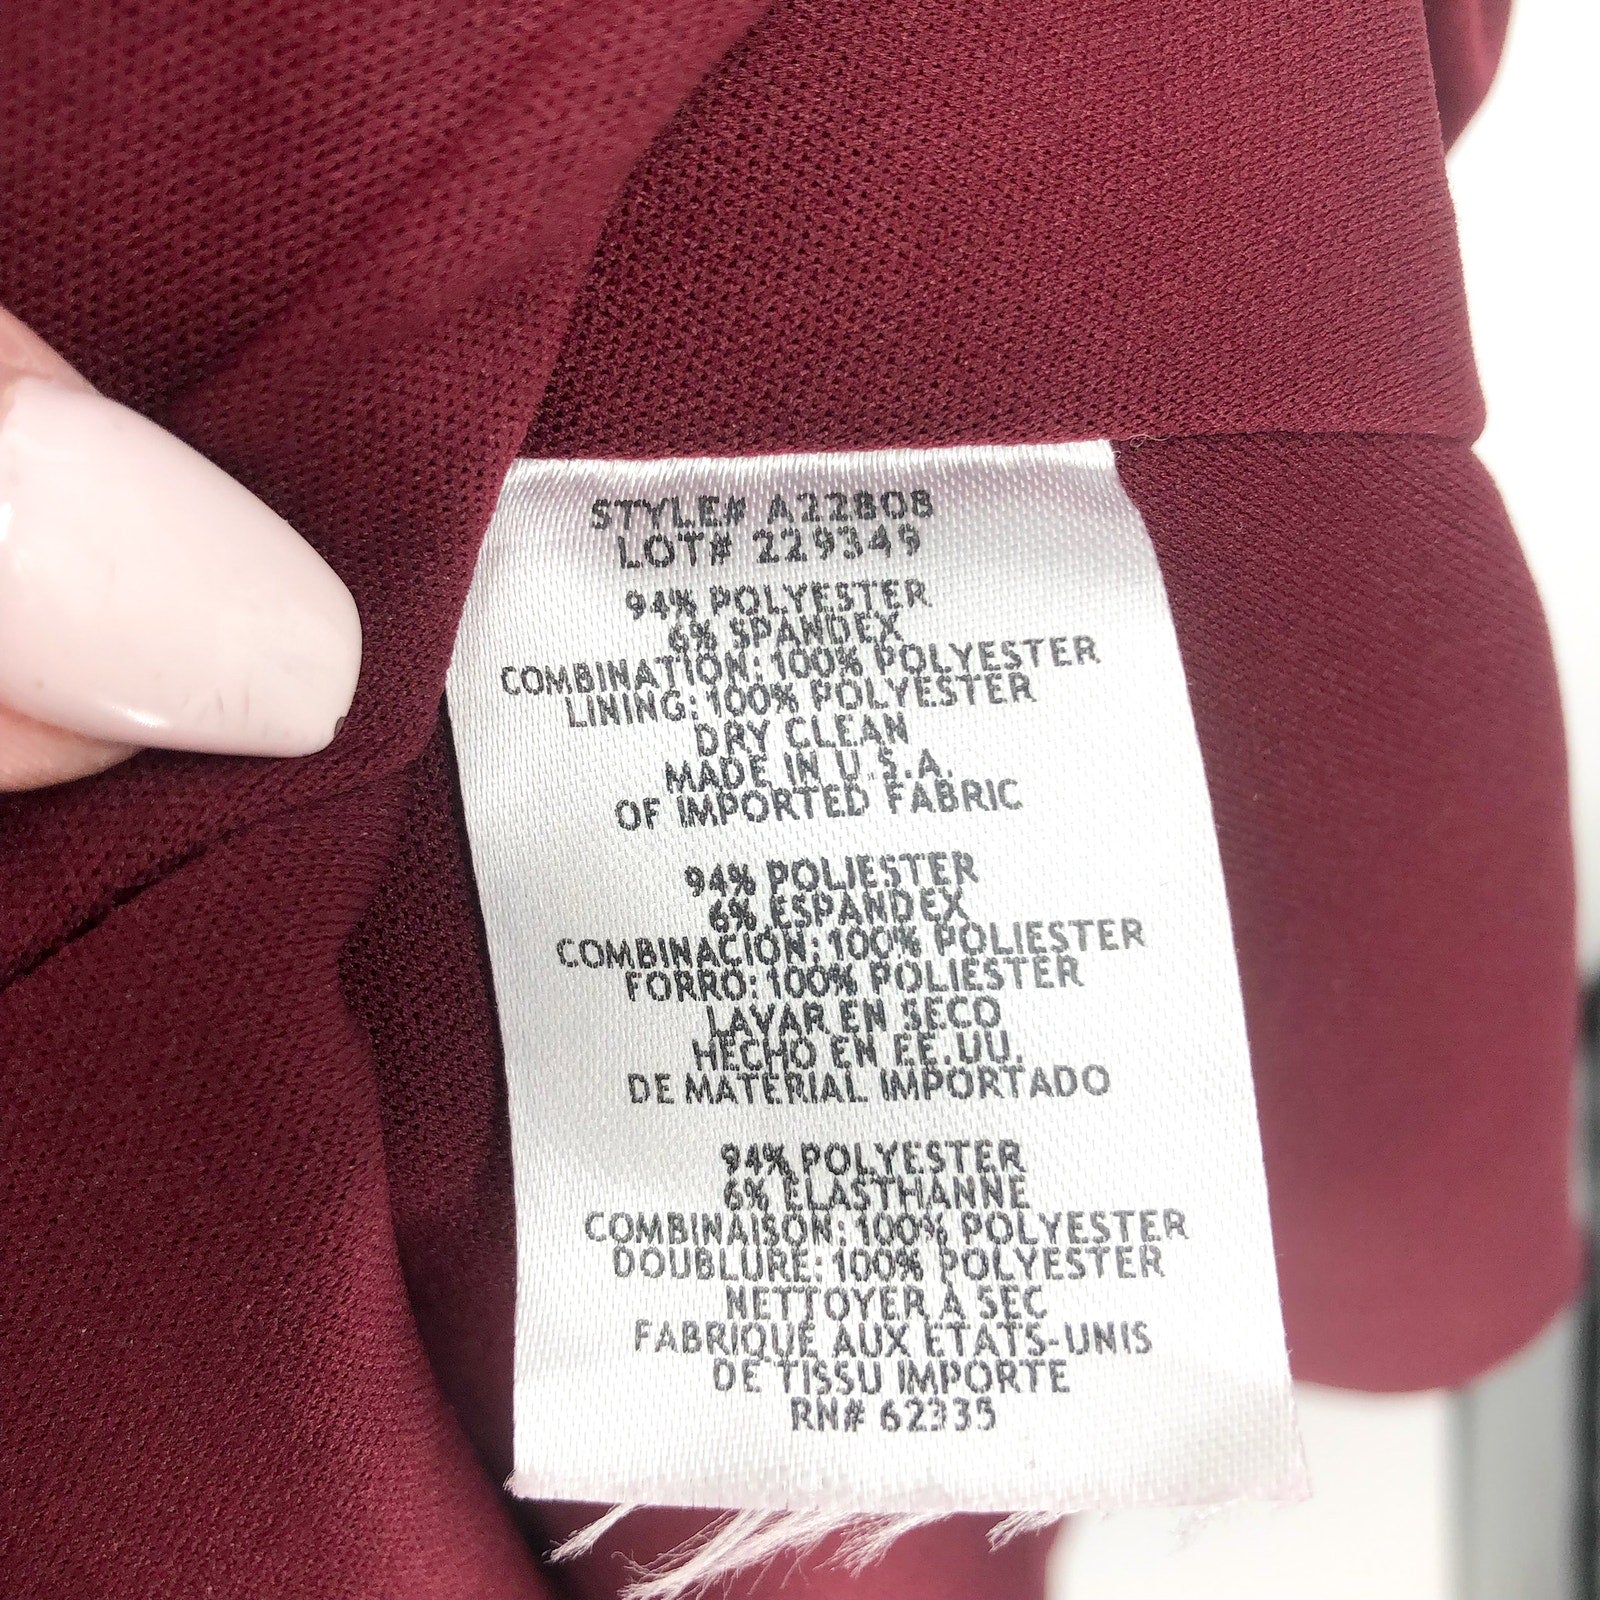 STYLE# A22808
LOT# 229349
94% POLYESTER
6% SPANDEX
COMBINATION: 100% POLYESTER
LINING: 100% POLYESTER
DRY CLEAN
MADE IN U.S.A.
OF IMPORTED FABRIC
94% POLIESTER
6% ESPANDEX
COMBINACIÓN: 100% POLIESTER
FORRO: 100% POLIESTER
LAVAR EN SECO
HECHO EN EE.UU.
DE MATERIAL IMPORTADO
94% POLYESTER
6% ELASTHANNE
COMBINAISON: 100% POLYESTER
DOUBLURE: 100% POLYESTER
NETTOYER À SEC
FABRIQUÉ AUX ÉTATS-UNIS
DE TISSU IMPORTE
RN# 62335